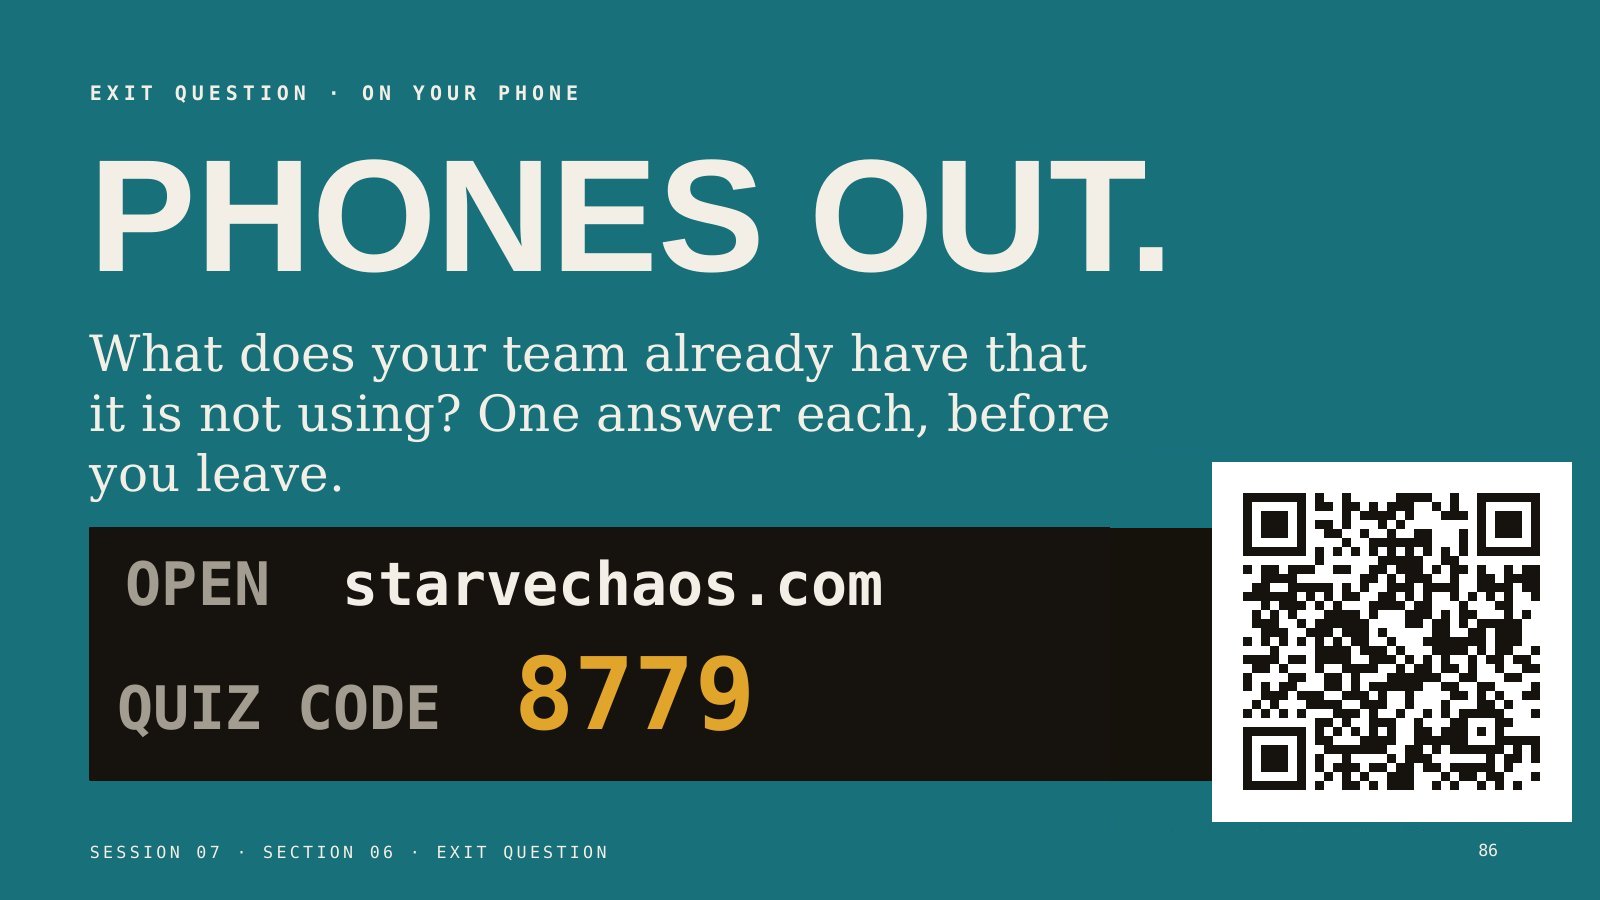 EXIT QUESTION · ON YOUR PHONE
PHONES OUT.
What does your team already have that
it is not using? One answer each, before
you leave.
OPEN starvechaos.com
QUIZ CODE 8779
SESSION 07 · SECTION 06 · EXIT QUESTION
86